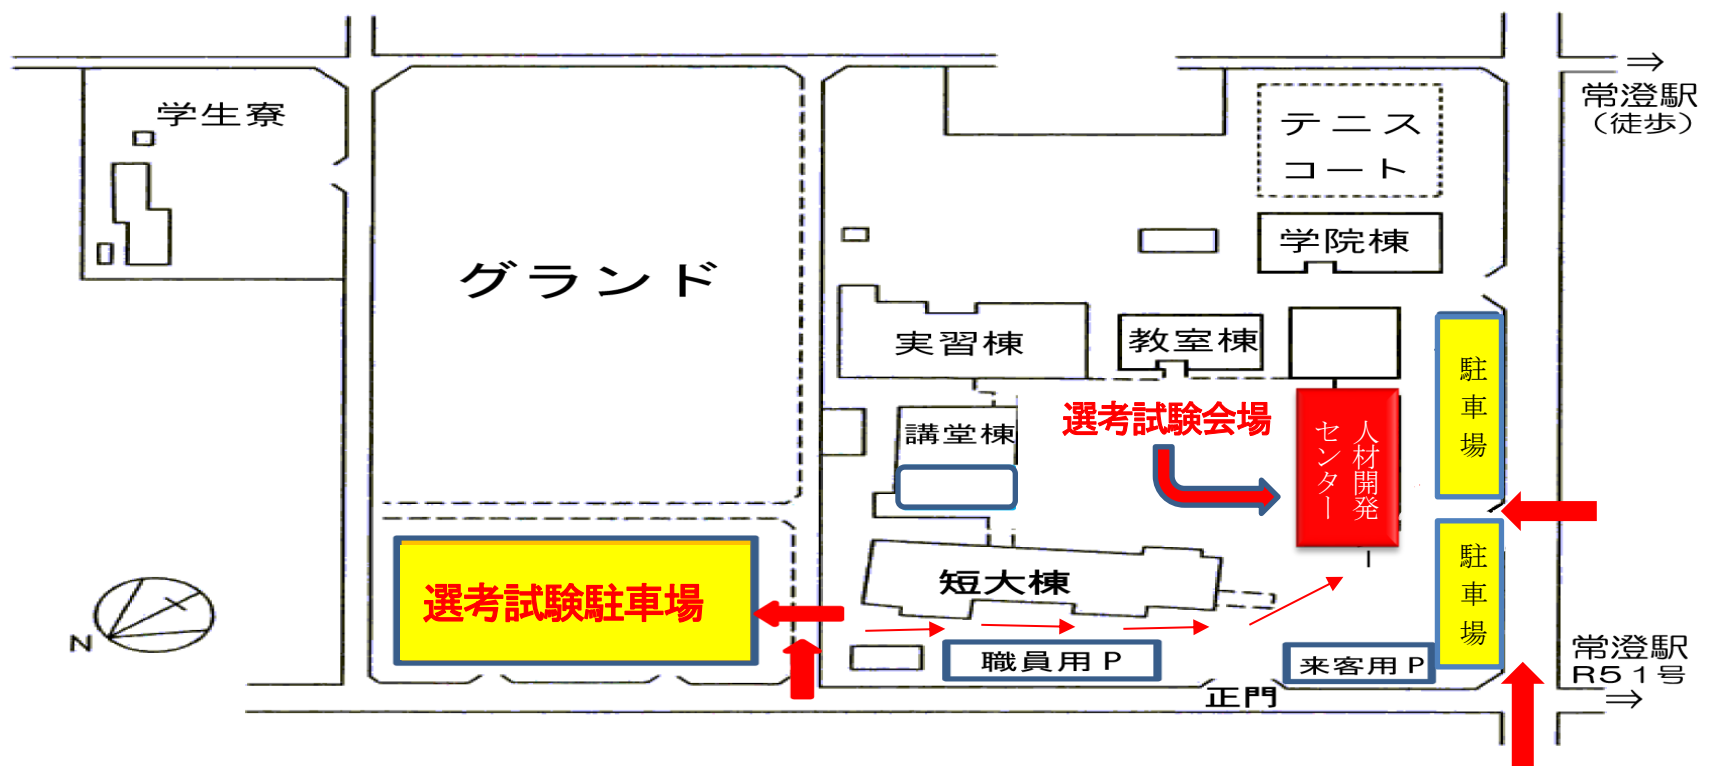 学生寮
グランド
テニス
コート
常澄駅
(徒歩)
学院棟
実習棟
教室棟
駐車場
選考試験会場
人材開発
センター
講堂棟
駐車場
選考試験駐車場
短大棟
N
職員用P
来客用P
正門
常澄駅
R51号